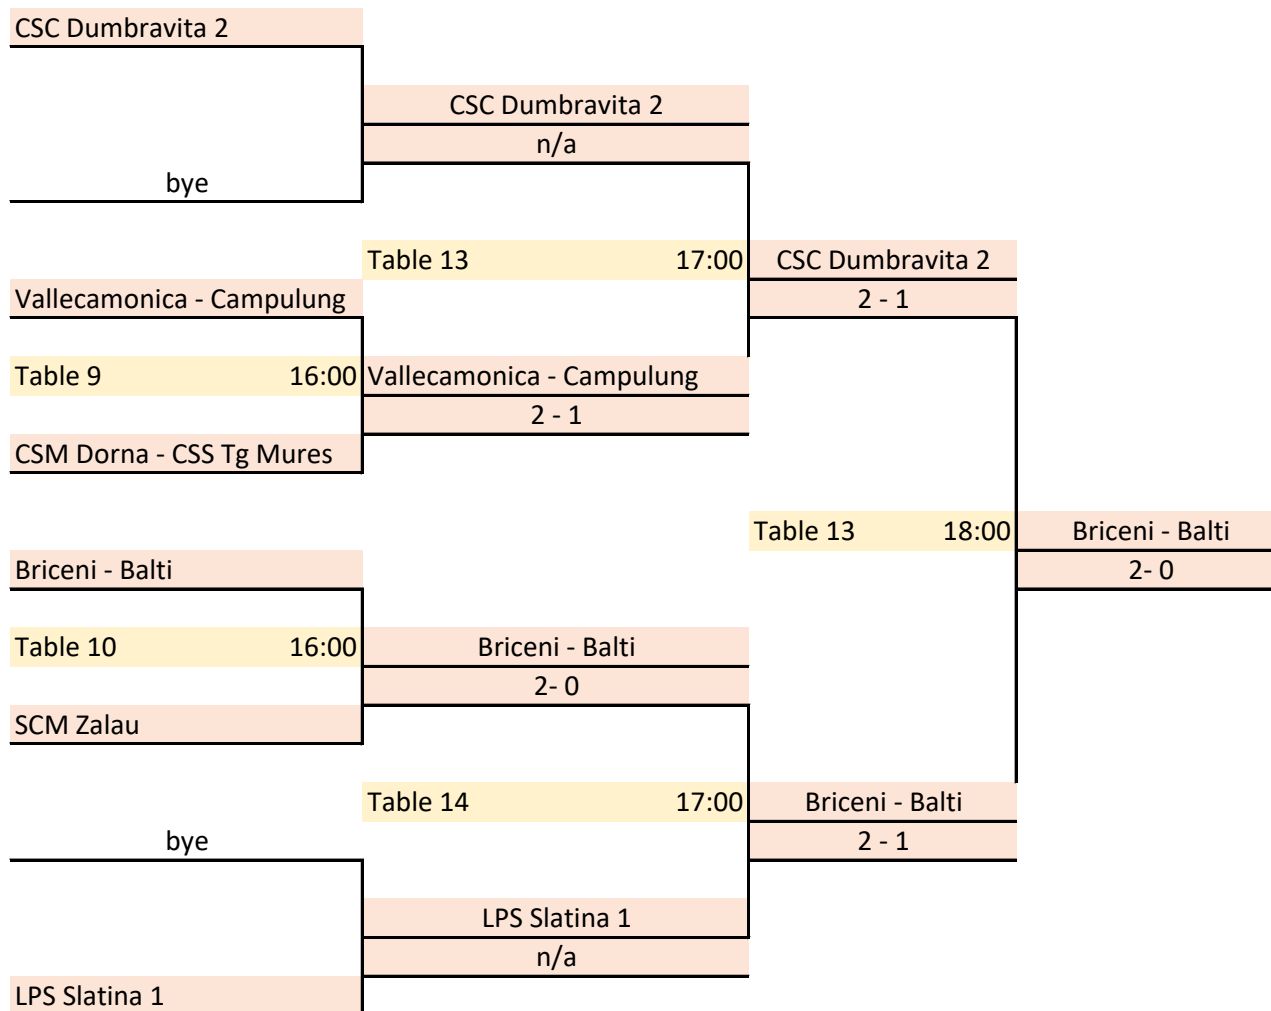 CSC Dumbravita 2
CSC Dumbravita 2
n/a
bye
Table 13 17:00 CSC Dumbravita 2
Vallecamonica - Campulung 2 - 1
Table 9 16:00 Vallecamonica - Campulung
2 - 1
CSM Dorna - CSS Tg Mures
Table 13 18:00 Briceni - Balti
Briceni - Balti 2- 0
Table 10 16:00 Briceni - Balti
2- 0
SCM Zalau
Table 14 17:00 Briceni - Balti
bye 2 - 1
LPS Slatina 1
n/a
LPS Slatina 1